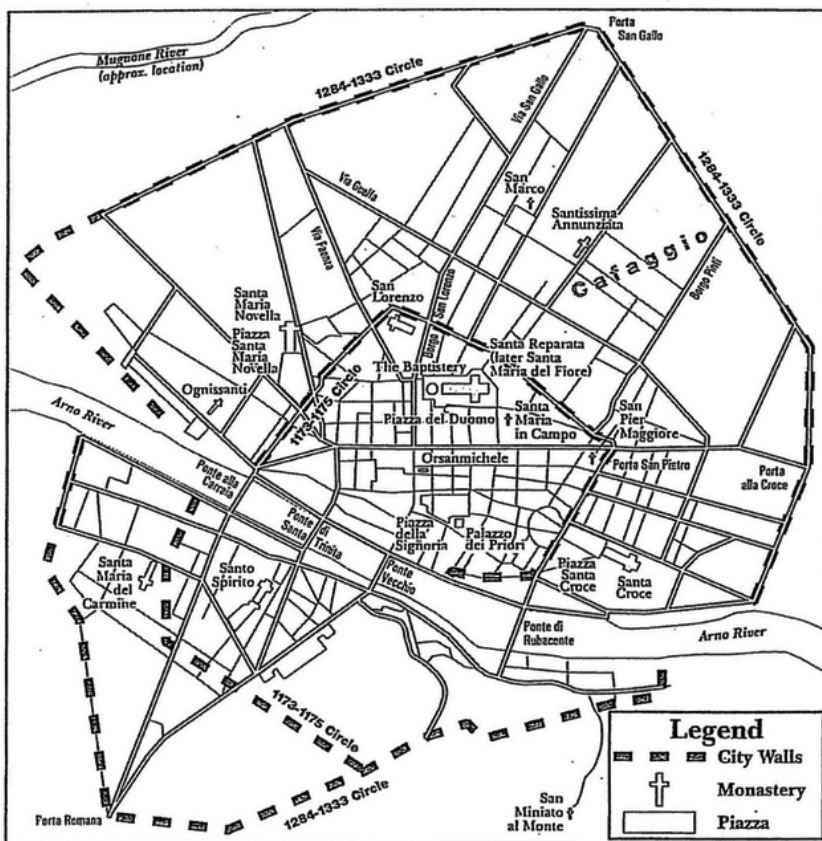 Porta
San Gallo
Mugnone River
(approx. location)
1284-1333 Circle
Via San Gallo
1284-1333 Circle
San
Marco
Santissima
Annunziata
Cafaggio
Via Faenza
Borgo Pinti
San
Lorenzo
Borgo San Lorenzo
Santa
Maria
Novella
Piazza
Santa
Maria
Novella
Santa Reparata
(later Santa
Maria del Fiore)
The Baptistery
Ognissanti
1173-1175 Circle
Piazza del Duomo
Santa
Maria
in Campo
San
Pier
Maggiore
Arno River
Orsanmichele
Porta San Pietro
Porta
alla Croce
Ponte alla
Carraia
Ponte di
Santa
Trinita
Piazza
della
Signoria
Palazzo
dei Priori
Ponte
Vecchio
Piazza
Santa
Croce
Santa
Croce
Santa
Maria
del
Carmine
Santo
Spirito
Ponte di
Rubaconte
Arno River
1173-1175 Circle
1284-1333 Circle
Porta Romana
San
Miniato
al Monte
Legend
City Walls
Monastery
Piazza